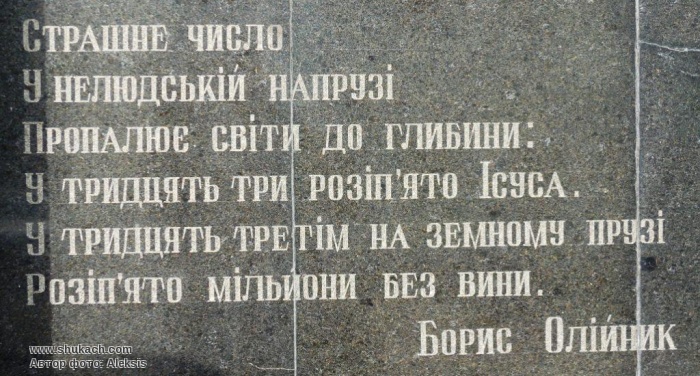 Страшне число
У нелюдській напрузі
Пропалює світи до глибини:
У тридцять три розіп'ято Ісуса.
У тридцять третім на земному прузі
Розіп'ято мільйони без вини.
Борис Олійник
www.shukach.com
Автор фото: Aleksis